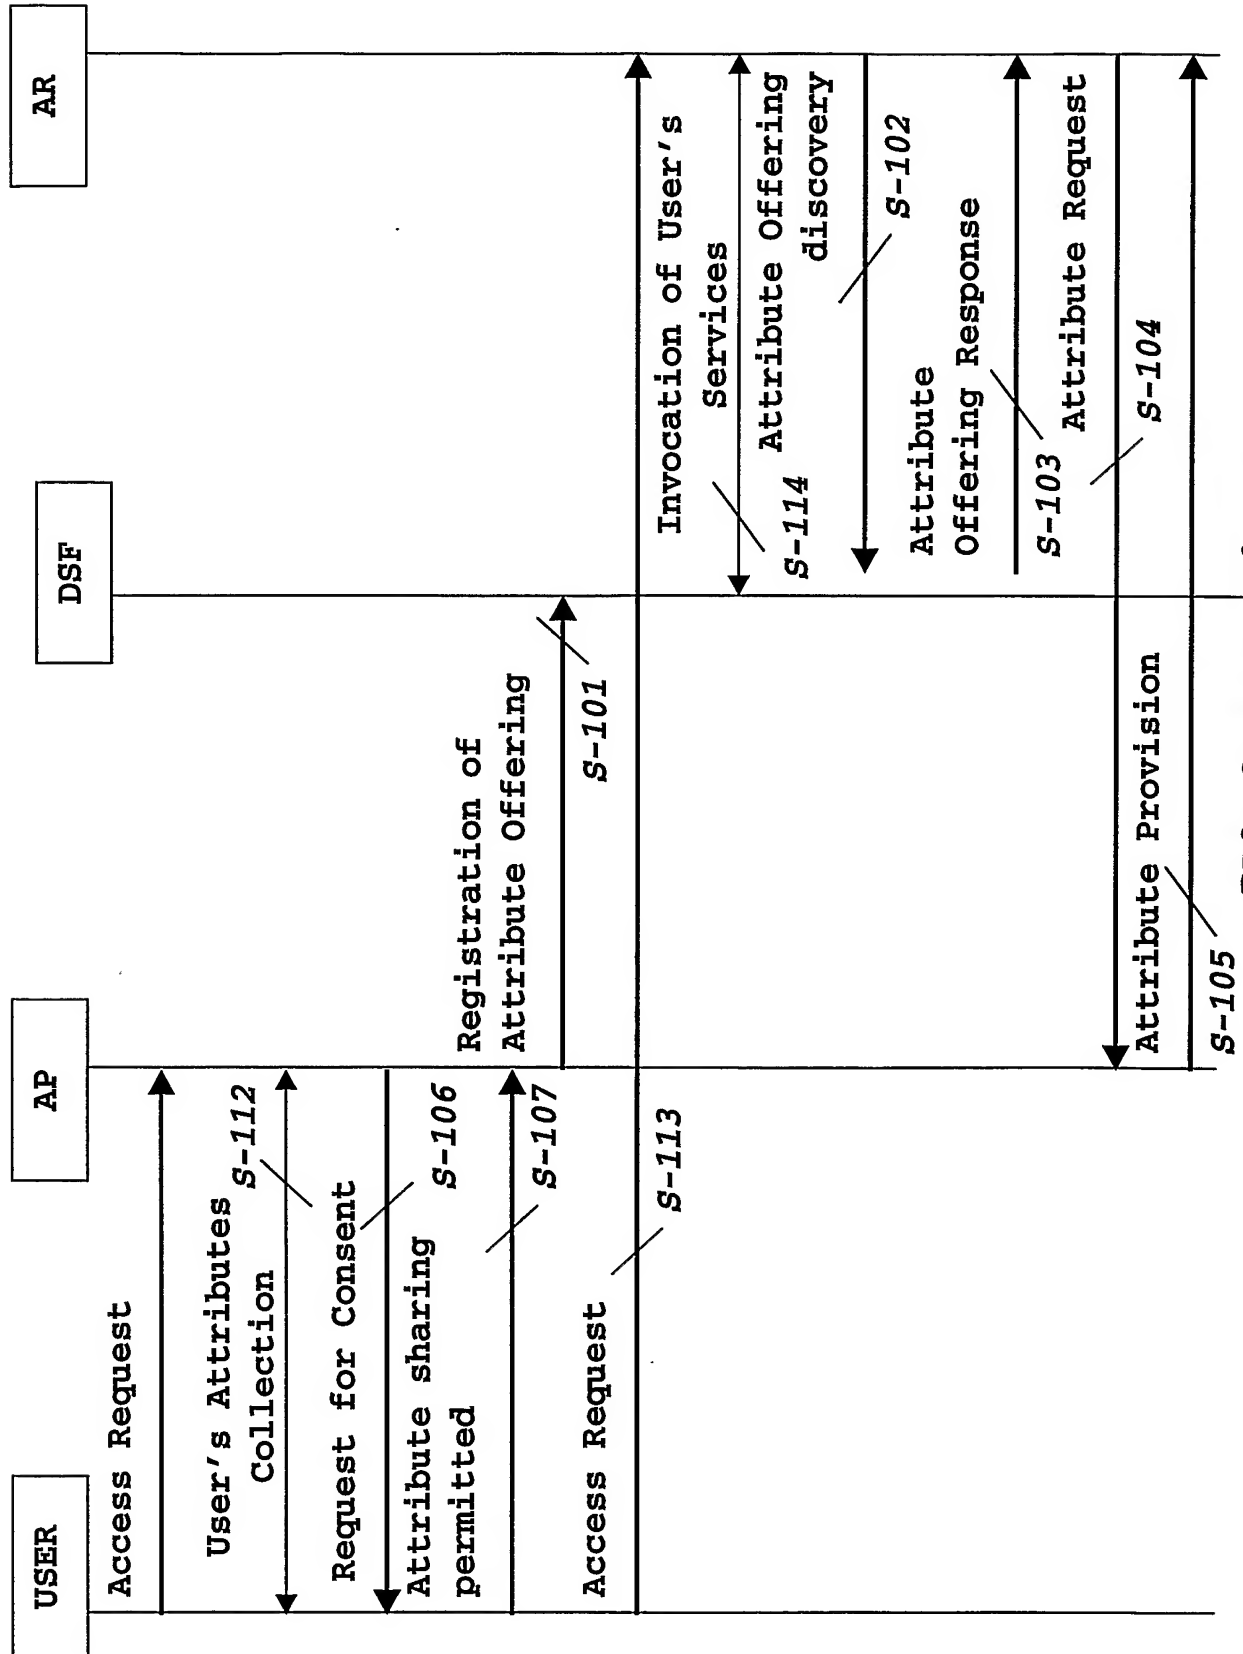 USER
AP
DSF
AR
Access Request
User's Attributes
Collection
S-112
Request for Consent
S-106
Attribute sharing
permitted
S-107
Registration of
Attribute Offering
S-101
Access Request
S-113
Invocation of User's
Services
S-114
Attribute Offering
discovery
S-102
Attribute
Offering Response
S-103
Attribute Request
S-104
Attribute Provision
S-105